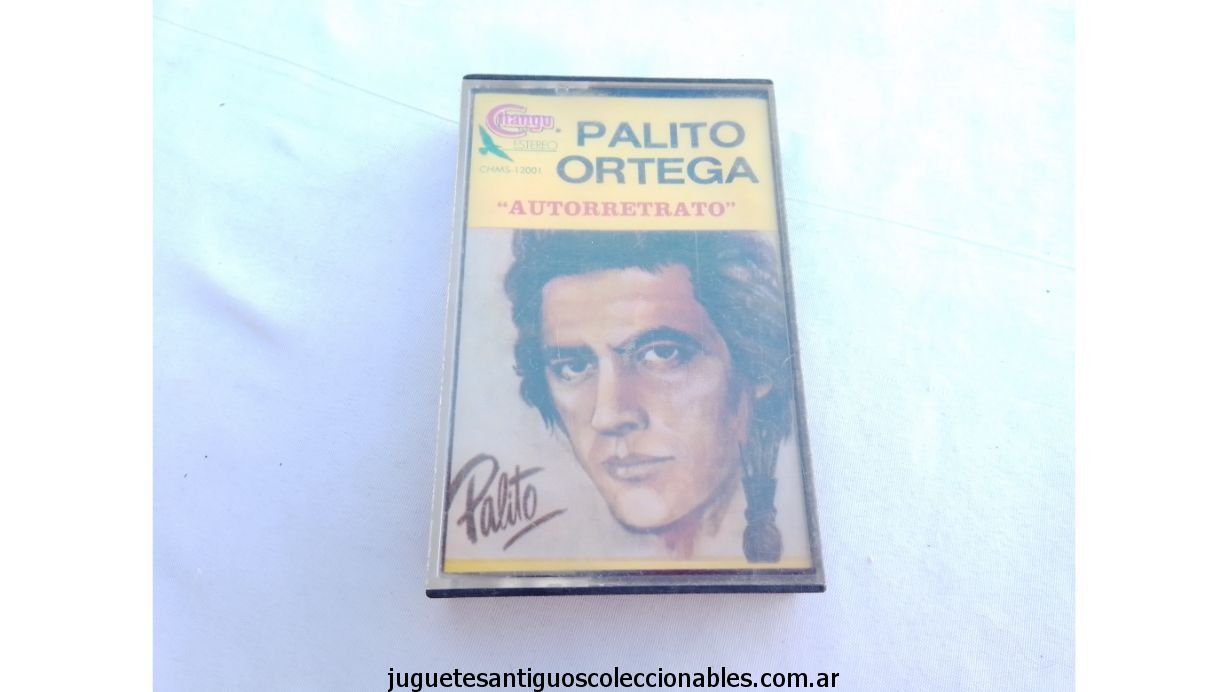 Chango
ESTEREO
CHMS-12001
PALITO
ORTEGA
“AUTORRETRATO”
Palito
juguetesantiguoscoleccionables.com.ar